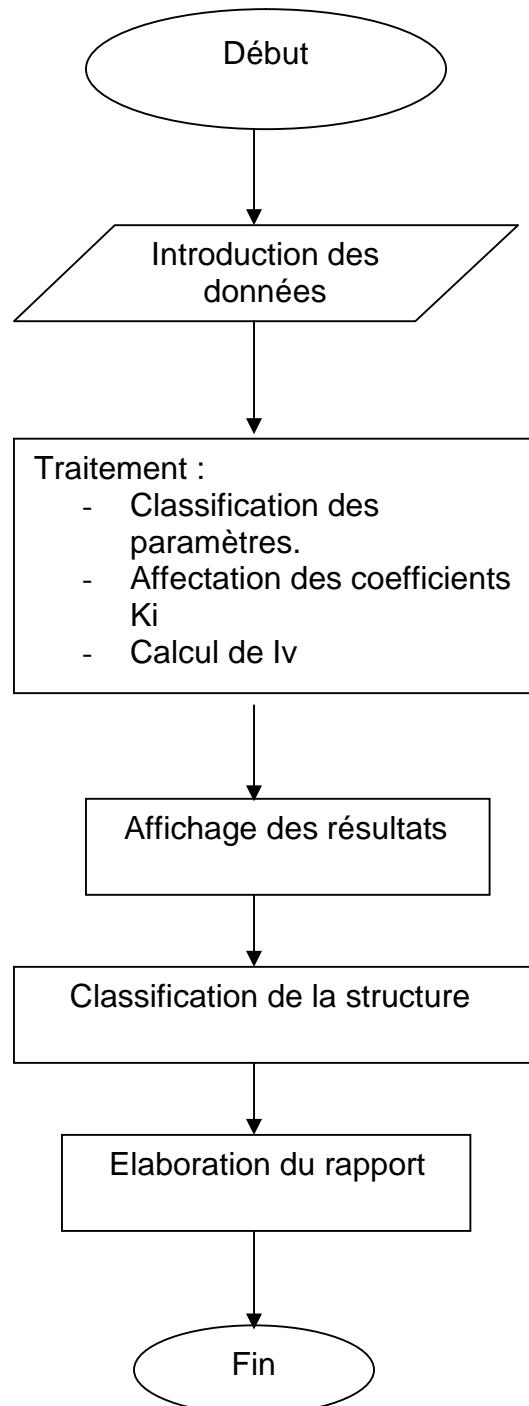 Début
Introduction des
données
Traitement :
- Classification des
paramètres.
- Affectation des coefficients
Ki
- Calcul de Iv
Affichage des résultats
Classification de la structure
Elaboration du rapport
Fin